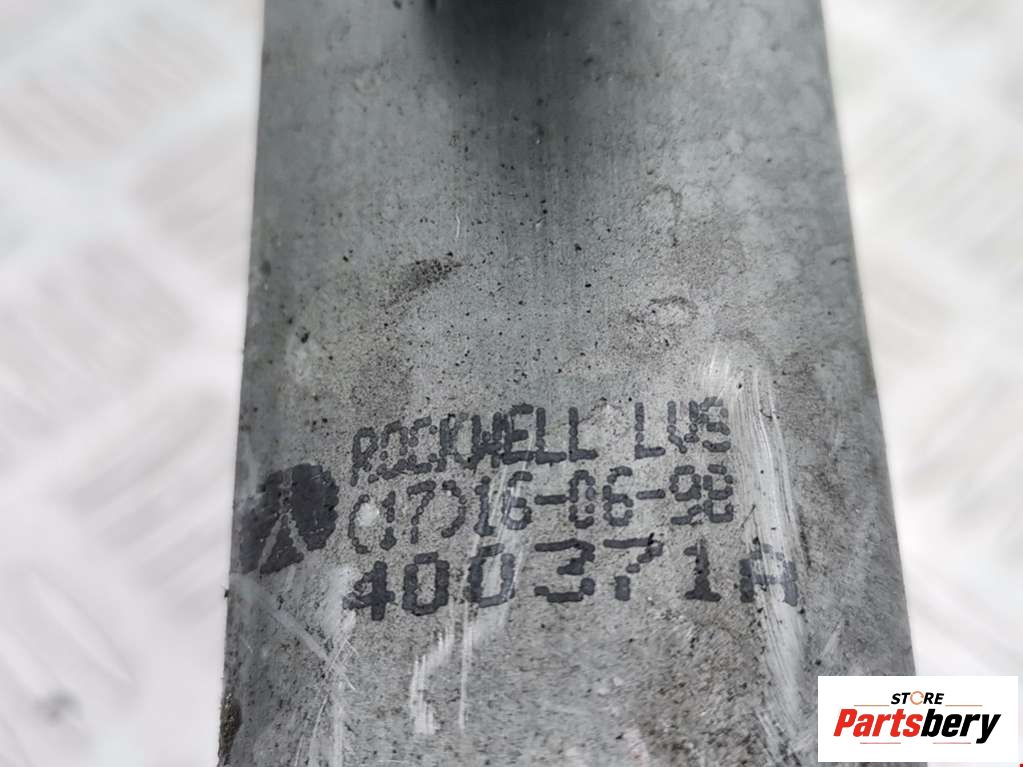 ROCKWELL LVS
(17)16-06-98
400371A
STORE
Partsbery